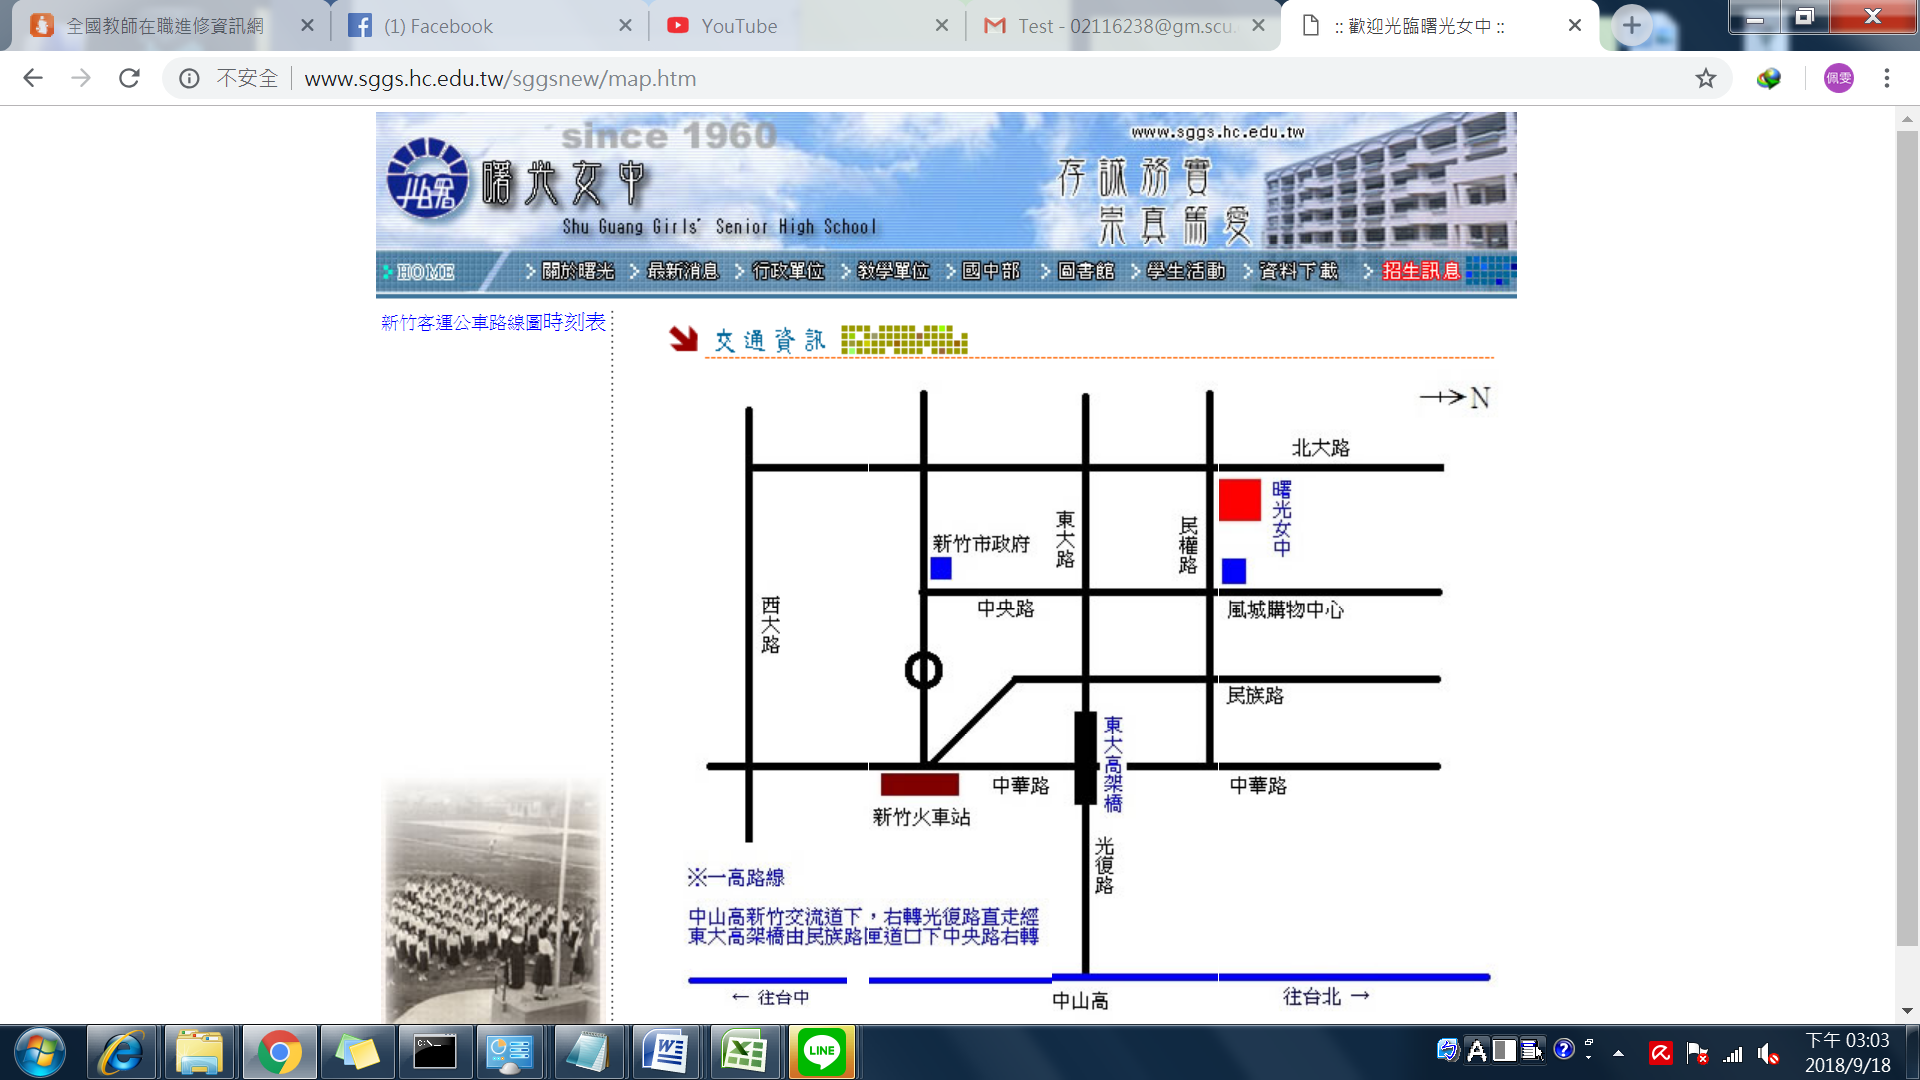 全國教師在職進修資訊網
(1) Facebook
YouTube
Test - 02116238@gm.scu.
:: 歡迎光臨曙光女中 ::
不安全
www.sggs.hc.edu.tw/sggsnew/map.htm
佩雯
since 1960
www.sggs.hc.edu.tw
曙光女中
存誠務實
崇真篤愛
Shu Guang Girls' Senior High School
HOME
關於曙光
最新消息
行政單位
教學單位
國中部
圖書館
學生活動
資料下載
招生訊息
新竹客運公車路線圖時刻表
交通資訊
N
北大路
曙光女中
東大路
民權路
新竹市政府
中央路
風城購物中心
西大路
民族路
東大高架橋
中華路
中華路
新竹火車站
光復路
※一高路線
中山高新竹交流道下，右轉光復路直走經
東大高架橋由民族路匝道口下中央路右轉
← 往台中
中山高
往台北 →
LINE
A
下午 03:03
2018/9/18